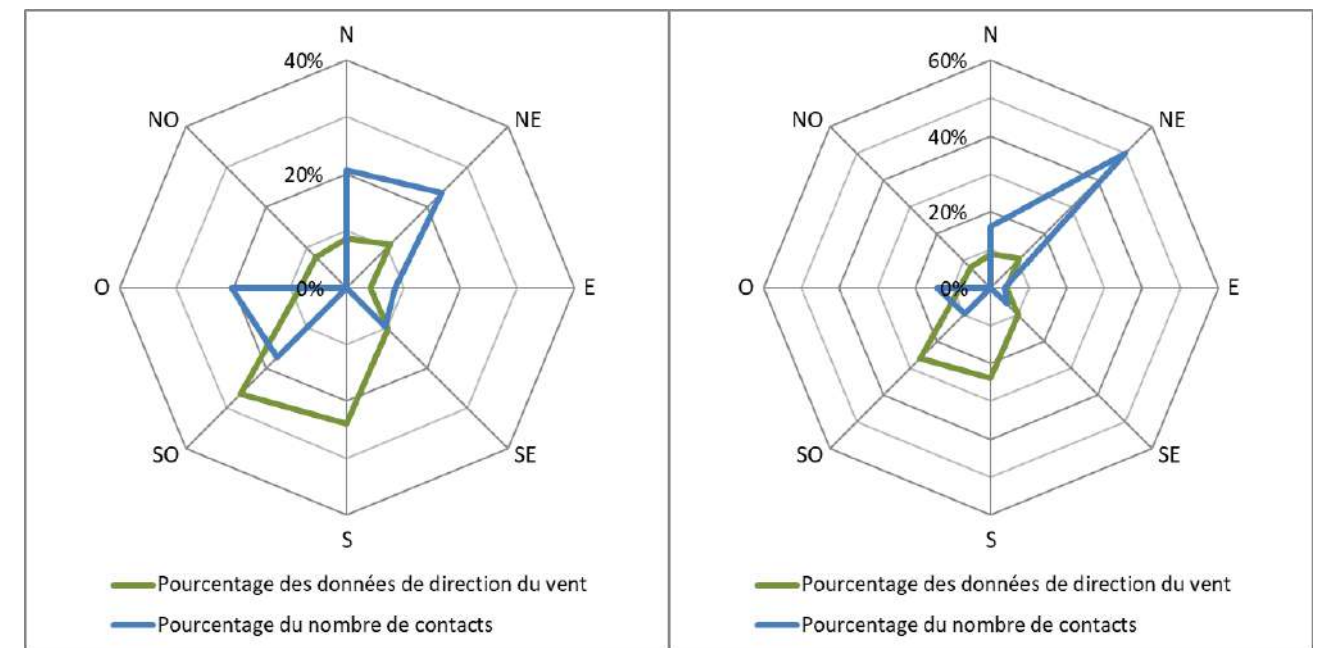 N
40%
NO
NE
20%
O
0%
E
SO
SE
S
Pourcentage des données de direction du vent
Pourcentage du nombre de contacts
N
60%
NO
NE
40%
20%
O
0%
E
SO
SE
S
Pourcentage des données de direction du vent
Pourcentage du nombre de contacts